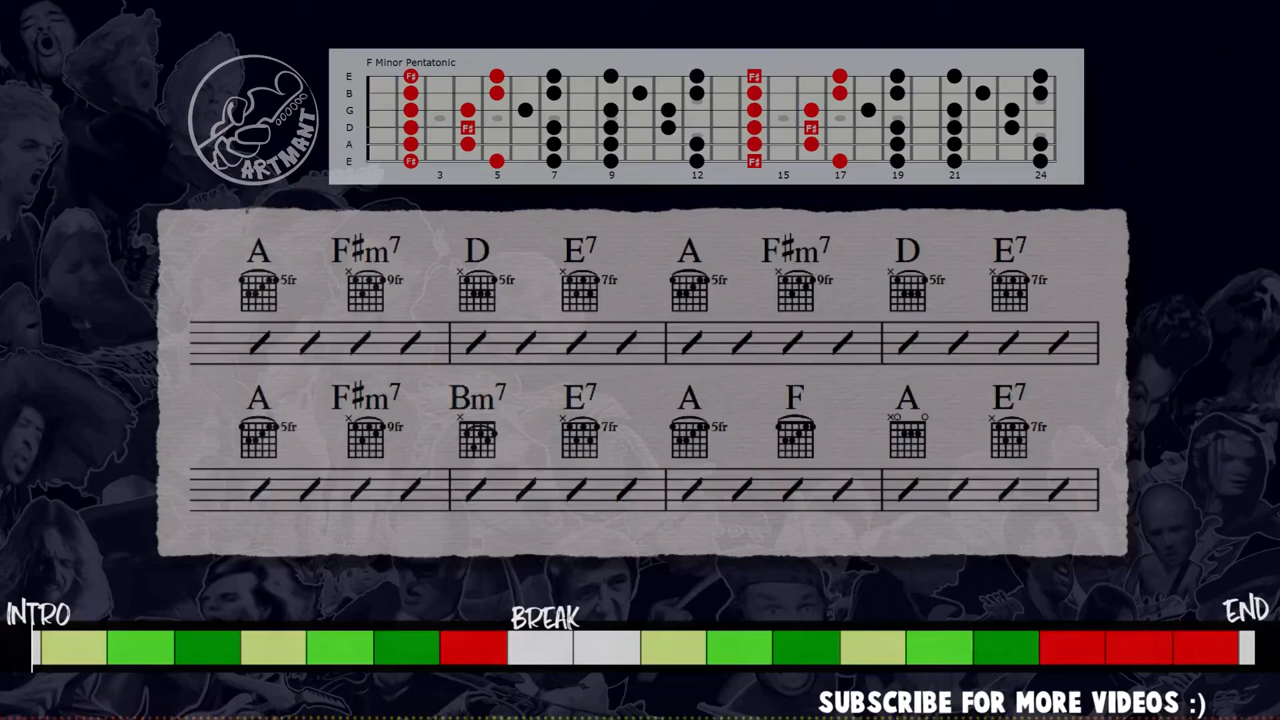 F Minor Pentatonic
E F♯ F♯
B
G
D F♯ F♯
A
E F♯ F♯
3 5 7 9 12 15 17 19 21 24
ARTMANT
A F♯m7 D E7 A F♯m7 D E7
5fr × 9fr × 5fr × 7fr 5fr × 9fr × 5fr × 7fr
A F♯m7 Bm7 E7 A F A E7
5fr × 9fr × × 7fr 5fr ×○ ○ × 7fr
INTRO BREAK END
SUBSCRIBE FOR MORE VIDEOS :)